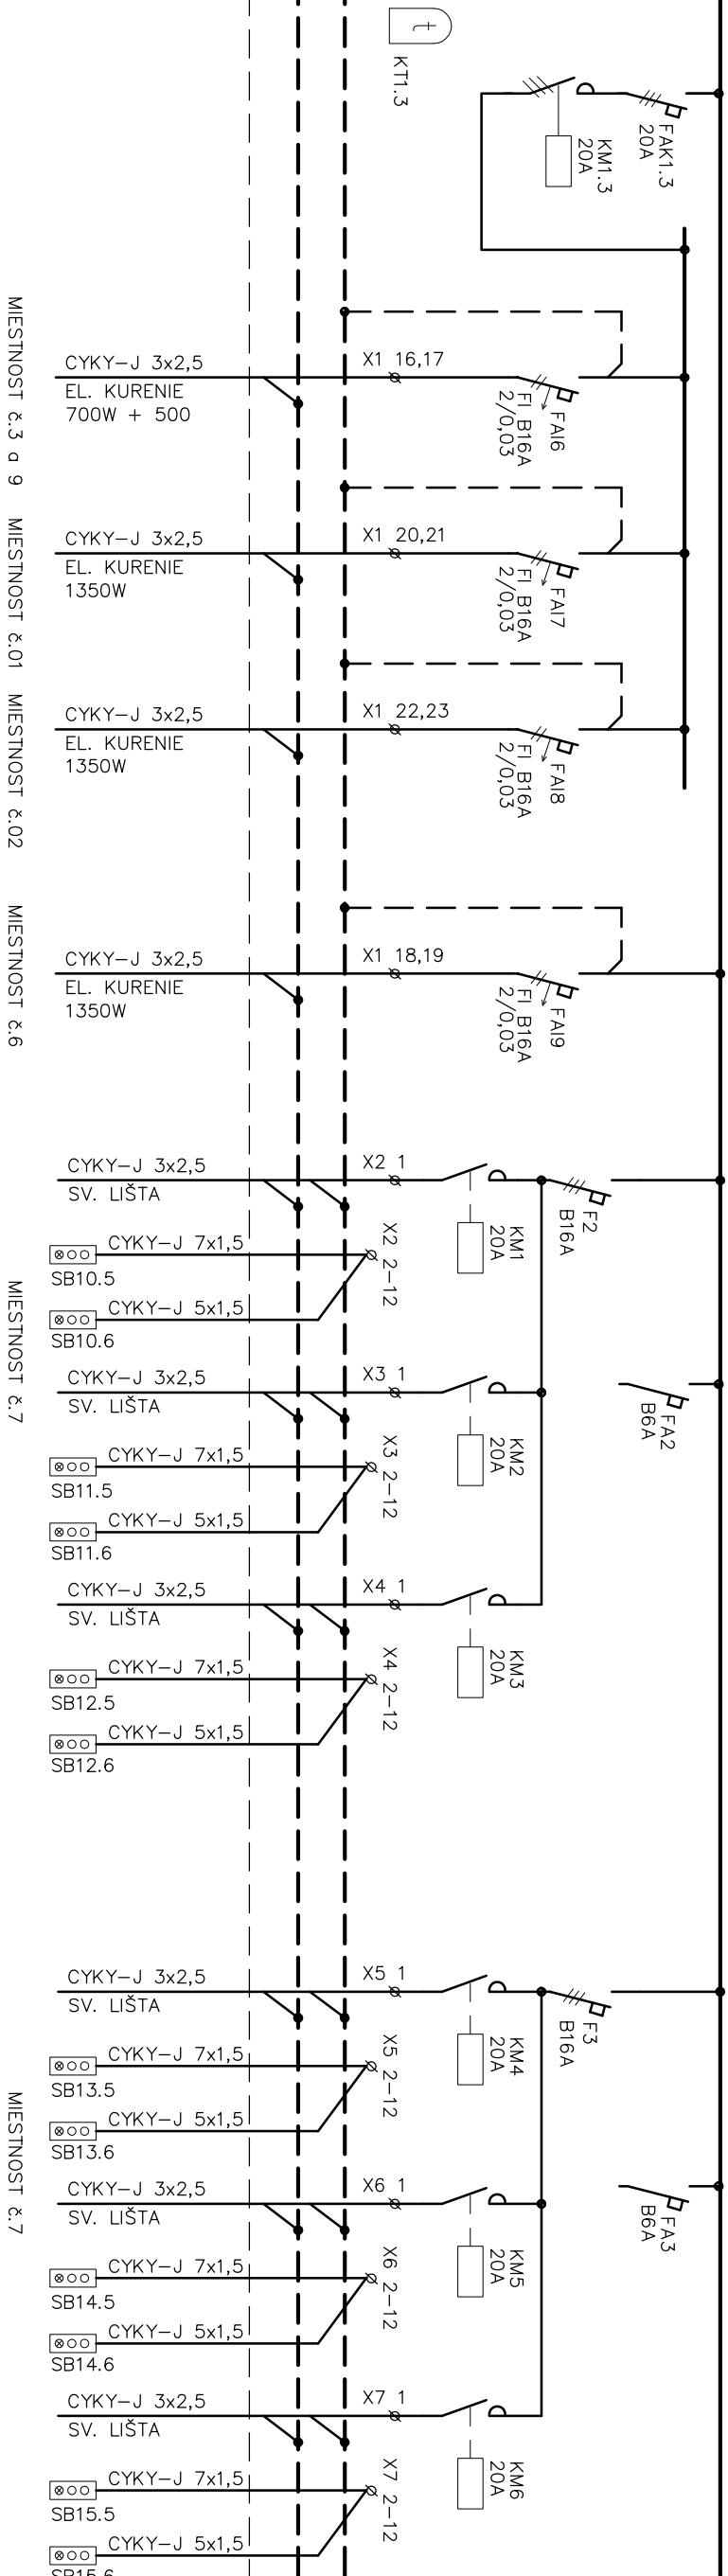 t
KT1.3
FAK1.3
20A
KM1.3
20A
X1 16,17
FAI6
FI B16A
2/0,03
CYKY-J 3x2,5
EL. KURENIE
700W + 500
MIESTNOST č.3 a 9
X1 20,21
FAI7
FI B16A
2/0,03
CYKY-J 3x2,5
EL. KURENIE
1350W
MIESTNOST č.01
X1 22,23
FAI8
FI B16A
2/0,03
CYKY-J 3x2,5
EL. KURENIE
1350W
MIESTNOST č.02
X1 18,19
FAI9
FI B16A
2/0,03
CYKY-J 3x2,5
EL. KURENIE
1350W
MIESTNOST č.6
F2
B16A
KM1
20A
X2 1
CYKY-J 3x2,5
SV. LIŠTA
X2 2-12
CYKY-J 7x1,5
SB10.5
CYKY-J 5x1,5
SB10.6
FA2
B6A
KM2
20A
X3 1
CYKY-J 3x2,5
SV. LIŠTA
MIESTNOST č.7
X3 2-12
CYKY-J 7x1,5
SB11.5
CYKY-J 5x1,5
SB11.6
KM3
20A
X4 1
CYKY-J 3x2,5
SV. LIŠTA
X4 2-12
CYKY-J 7x1,5
SB12.5
CYKY-J 5x1,5
SB12.6
F3
B16A
KM4
20A
X5 1
CYKY-J 3x2,5
SV. LIŠTA
X5 2-12
CYKY-J 7x1,5
SB13.5
CYKY-J 5x1,5
SB13.6
FA3
B6A
KM5
20A
X6 1
CYKY-J 3x2,5
SV. LIŠTA
MIESTNOST č.7
X6 2-12
CYKY-J 7x1,5
SB14.5
CYKY-J 5x1,5
SB14.6
KM6
20A
X7 1
CYKY-J 3x2,5
SV. LIŠTA
X7 2-12
CYKY-J 7x1,5
SB15.5
CYKY-J 5x1,5
SB15.6